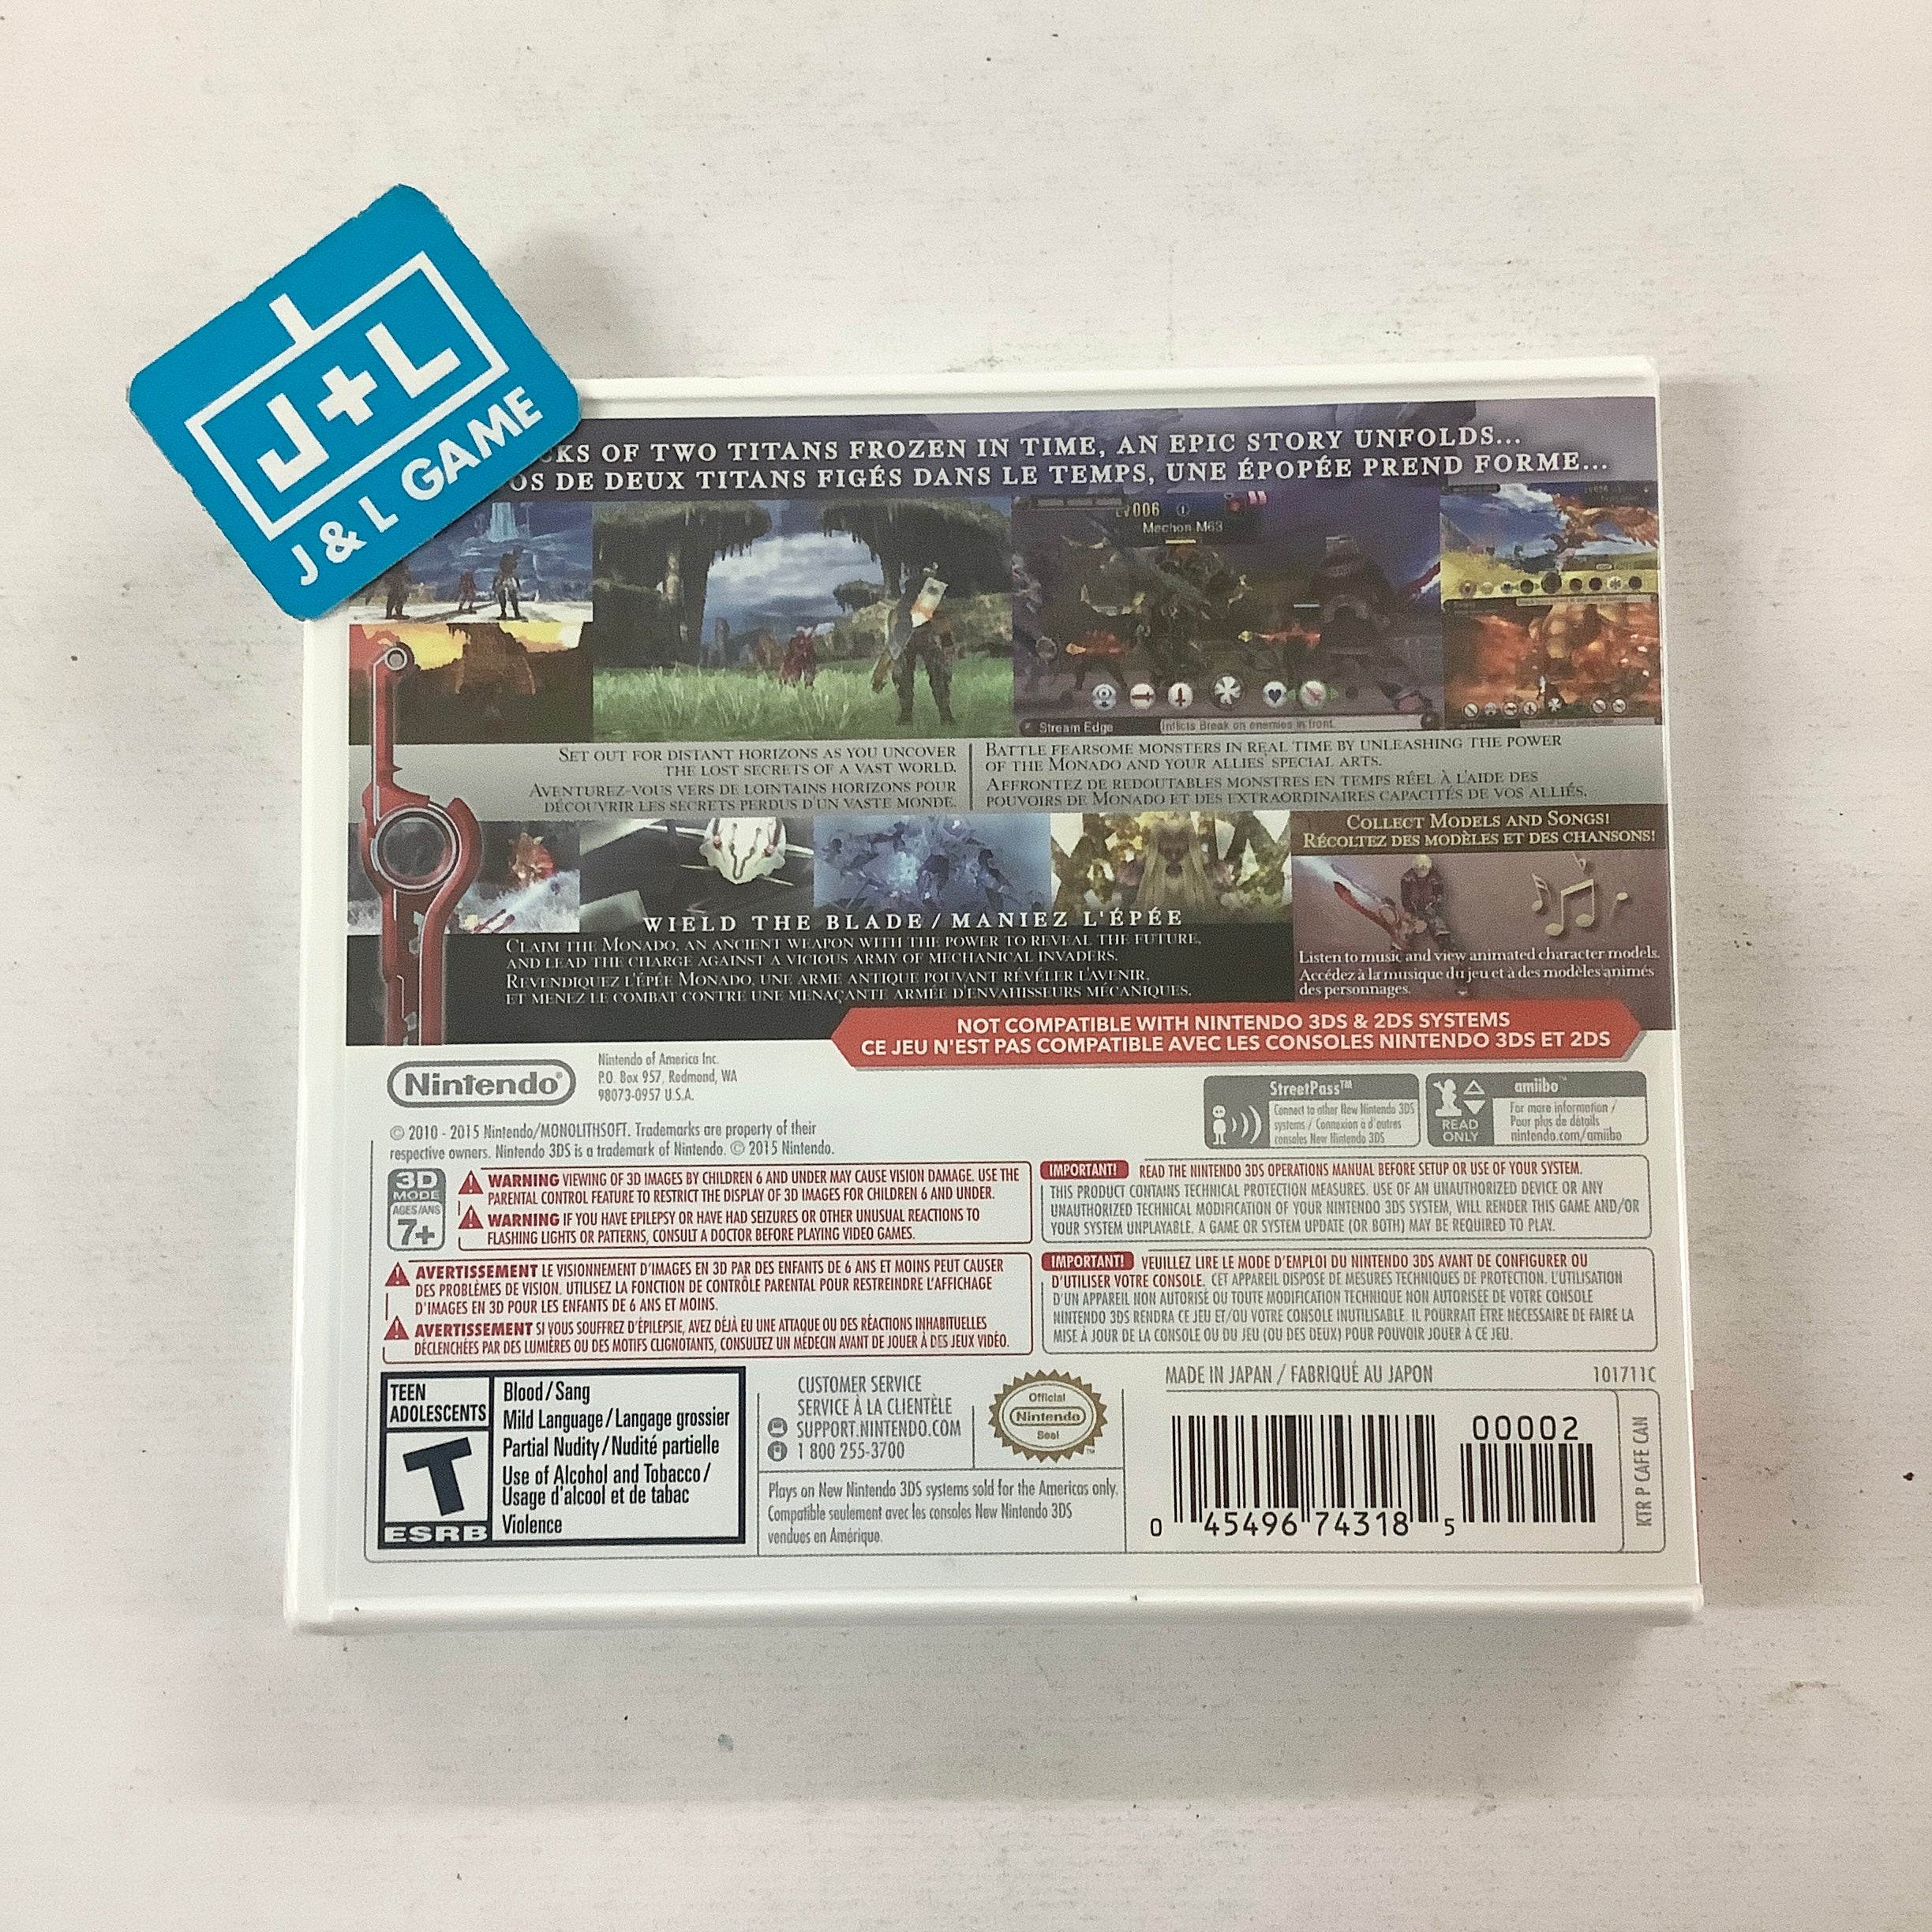 J+L
J & L GAME
CKS OF TWO TITANS FROZEN IN TIME, AN EPIC STORY UNFOLDS...
OS DE DEUX TITANS FIGÉS DANS LE TEMPS, UNE ÉPOPÉE PREND FORME...
LV006
Mechon M63
Stream Edge
Inflicts Break on enemies in front.
SET OUT FOR DISTANT HORIZONS AS YOU UNCOVER
THE LOST SECRETS OF A VAST WORLD.
AVENTUREZ-VOUS VERS DE LOINTAINS HORIZONS POUR
DÉCOUVRIR LES SECRETS PERDUS D'UN VASTE MONDE.
BATTLE FEARSOME MONSTERS IN REAL TIME BY UNLEASHING THE POWER
OF THE MONADO AND YOUR ALLIES' SPECIAL ARTS.
AFFRONTEZ DE REDOUTABLES MONSTRES EN TEMPS RÉEL À L'AIDE DES
POUVOIRS DE MONADO ET DES EXTRAORDINAIRES CAPACITÉS DE VOS ALLIÉS.
COLLECT MODELS AND SONGS!
RÉCOLTEZ DES MODÈLES ET DES CHANSONS!
WIELD THE BLADE / MANIEZ L'ÉPÉE
CLAIM THE MONADO, AN ANCIENT WEAPON WITH THE POWER TO REVEAL THE FUTURE,
AND LEAD THE CHARGE AGAINST A VICIOUS ARMY OF MECHANICAL INVADERS.
REVENDIQUEZ L'ÉPÉE MONADO, UNE ARME ANTIQUE POUVANT RÉVÉLER L'AVENIR,
ET MENEZ LE COMBAT CONTRE UNE MENAÇANTE ARMÉE D'ENVAHISSEURS MÉCANIQUES.
Listen to music and view animated character models.
Accédez à la musique du jeu et à des modèles animés
des personnages.
NOT COMPATIBLE WITH NINTENDO 3DS & 2DS SYSTEMS
CE JEU N'EST PAS COMPATIBLE AVEC LES CONSOLES NINTENDO 3DS ET 2DS
Nintendo®
Nintendo of America Inc.
P.O. Box 957, Redmond, WA
98073-0957 U.S.A.
StreetPass™
Connect to other New Nintendo 3DS
systems / Connexion à d'autres
consoles New Nintendo 3DS
amiibo™
READ
ONLY
For more information /
Pour plus de détails
nintendo.com/amiibo
© 2010 - 2015 Nintendo/MONOLITHSOFT. Trademarks are property of their
respective owners. Nintendo 3DS is a trademark of Nintendo. © 2015 Nintendo.
3D
MODE
AGES/ANS
7+
WARNING VIEWING OF 3D IMAGES BY CHILDREN 6 AND UNDER MAY CAUSE VISION DAMAGE. USE THE
PARENTAL CONTROL FEATURE TO RESTRICT THE DISPLAY OF 3D IMAGES FOR CHILDREN 6 AND UNDER.
WARNING IF YOU HAVE EPILEPSY OR HAVE HAD SEIZURES OR OTHER UNUSUAL REACTIONS TO
FLASHING LIGHTS OR PATTERNS, CONSULT A DOCTOR BEFORE PLAYING VIDEO GAMES.
IMPORTANT! READ THE NINTENDO 3DS OPERATIONS MANUAL BEFORE SETUP OR USE OF YOUR SYSTEM.
THIS PRODUCT CONTAINS TECHNICAL PROTECTION MEASURES. USE OF AN UNAUTHORIZED DEVICE OR ANY
UNAUTHORIZED TECHNICAL MODIFICATION OF YOUR NINTENDO 3DS SYSTEM, WILL RENDER THIS GAME AND/OR
YOUR SYSTEM UNPLAYABLE. A GAME OR SYSTEM UPDATE (OR BOTH) MAY BE REQUIRED TO PLAY.
AVERTISSEMENT LE VISIONNEMENT D'IMAGES EN 3D PAR DES ENFANTS DE 6 ANS ET MOINS PEUT CAUSER
DES PROBLÈMES DE VISION. UTILISEZ LA FONCTION DE CONTRÔLE PARENTAL POUR RESTREINDRE L'AFFICHAGE
D'IMAGES EN 3D POUR LES ENFANTS DE 6 ANS ET MOINS.
AVERTISSEMENT SI VOUS SOUFFREZ D'ÉPILEPSIE, AVEZ DÉJÀ EU UNE ATTAQUE OU DES RÉACTIONS INHABITUELLES
DÉCLENCHÉES PAR DES LUMIÈRES OU DES MOTIFS CLIGNOTANTS, CONSULTEZ UN MÉDECIN AVANT DE JOUER À DES JEUX VIDÉO.
IMPORTANT! VEUILLEZ LIRE LE MODE D'EMPLOI DU NINTENDO 3DS AVANT DE CONFIGURER OU
D'UTILISER VOTRE CONSOLE. CET APPAREIL DISPOSE DE MESURES TECHNIQUES DE PROTECTION. L'UTILISATION
D'UN APPAREIL NON AUTORISÉ OU TOUTE MODIFICATION TECHNIQUE NON AUTORISÉE DE VOTRE CONSOLE
NINTENDO 3DS RENDRA CE JEU ET/OU VOTRE CONSOLE INUTILISABLE. IL POURRAIT ÊTRE NÉCESSAIRE DE FAIRE LA
MISE À JOUR DE LA CONSOLE OU DU JEU (OU DES DEUX) POUR POUVOIR JOUER À CE JEU.
TEEN
ADOLESCENTS
T
ESRB
Blood/Sang
Mild Language/Langage grossier
Partial Nudity/Nudité partielle
Use of Alcohol and Tobacco/
Usage d'alcool et de tabac
Violence
CUSTOMER SERVICE
SERVICE À LA CLIENTÈLE
SUPPORT.NINTENDO.COM
1 800 255-3700
Official
Nintendo
Seal
Plays on New Nintendo 3DS systems sold for the Americas only.
Compatible seulement avec les consoles New Nintendo 3DS
vendues en Amérique.
MADE IN JAPAN / FABRIQUÉ AU JAPON
101711C
00002
0 45496 74318 5
KTR P CAFE CAN